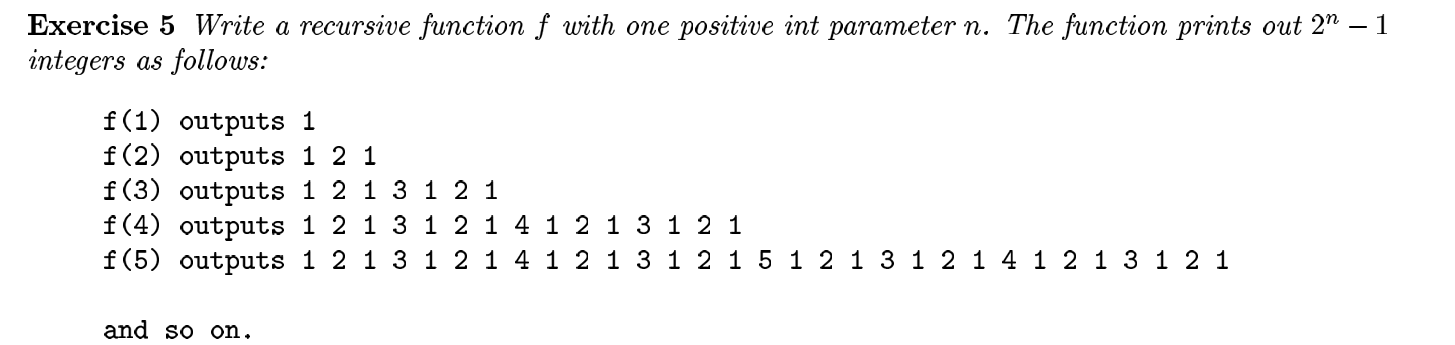 Exercise 5 Write a recursive function f with one positive int parameter n. The function prints out 2ⁿ − 1
integers as follows:
f(1) outputs 1
f(2) outputs 1 2 1
f(3) outputs 1 2 1 3 1 2 1
f(4) outputs 1 2 1 3 1 2 1 4 1 2 1 3 1 2 1
f(5) outputs 1 2 1 3 1 2 1 4 1 2 1 3 1 2 1 5 1 2 1 3 1 2 1 4 1 2 1 3 1 2 1
and so on.